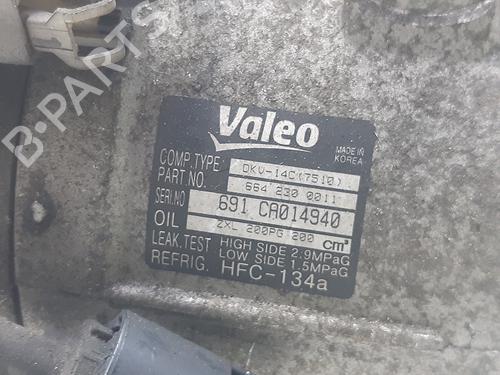 B-PARTS
Valeo
MADE IN
KOREA
COMP.TYPE DKV-14C(7510)
PART.NO. 664 230 0011
SERI.NO 691 CA014940
OIL ZXL 200PG 200 cm³
LEAK.TEST HIGH SIDE 2.9MPaG
LOW SIDE 1.5MPaG
REFRIG. HFC-134a